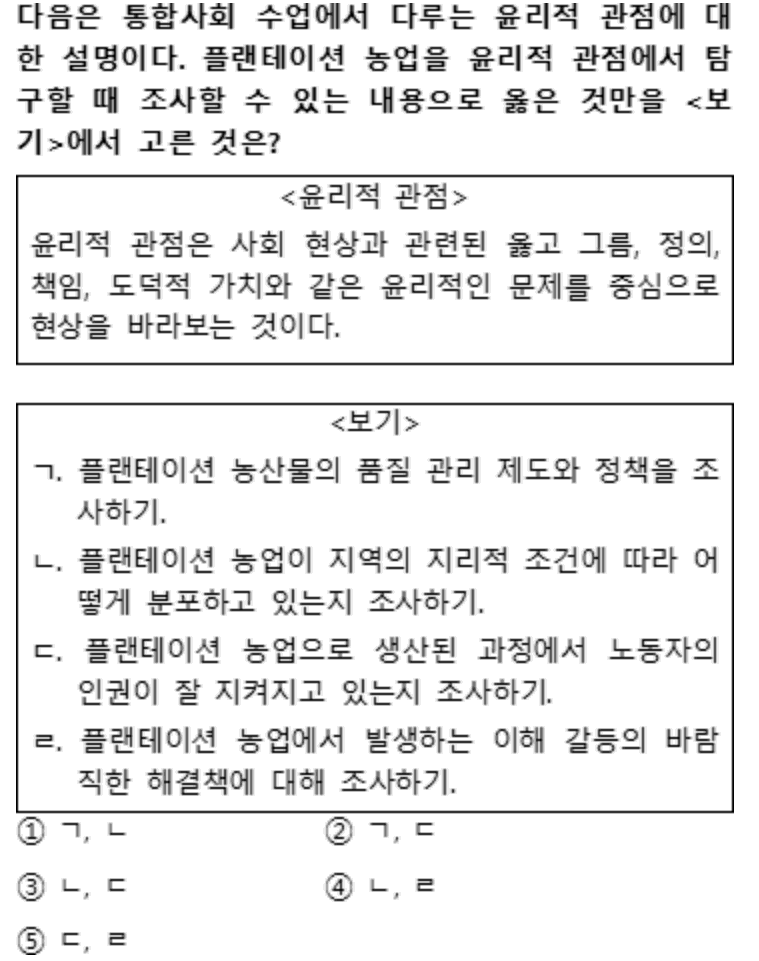 다음은 통합사회 수업에서 다루는 윤리적 관점에 대
한 설명이다. 플랜테이션 농업을 윤리적 관점에서 탐
구할 때 조사할 수 있는 내용으로 옳은 것만을 <보
기>에서 고른 것은?
<윤리적 관점>
윤리적 관점은 사회 현상과 관련된 옳고 그름, 정의,
책임, 도덕적 가치와 같은 윤리적인 문제를 중심으로
현상을 바라보는 것이다.
<보기>
ㄱ. 플랜테이션 농산물의 품질 관리 제도와 정책을 조
사하기.
ㄴ. 플랜테이션 농업이 지역의 지리적 조건에 따라 어
떻게 분포하고 있는지 조사하기.
ㄷ. 플랜테이션 농업으로 생산된 과정에서 노동자의
인권이 잘 지켜지고 있는지 조사하기.
ㄹ. 플랜테이션 농업에서 발생하는 이해 갈등의 바람
직한 해결책에 대해 조사하기.
① ㄱ, ㄴ ② ㄱ, ㄷ
③ ㄴ, ㄷ ④ ㄴ, ㄹ
⑤ ㄷ, ㄹ